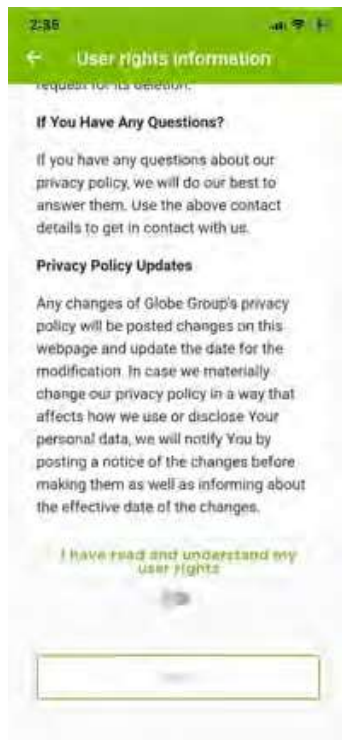 2:36
User rights information
request for its deletion.
If You Have Any Questions?
If you have any questions about our
privacy policy, we will do our best to
answer them. Use the above contact
details to get in contact with us.
Privacy Policy Updates
Any changes of Globe Group's privacy
policy will be posted changes on this
webpage and update the date for the
modification. In case we materially
change our privacy policy in a way that
affects how we use or disclose Your
personal data, we will notify You by
posting a notice of the changes before
making them as well as informing about
the effective date of the changes.
I have read and understand my
user rights